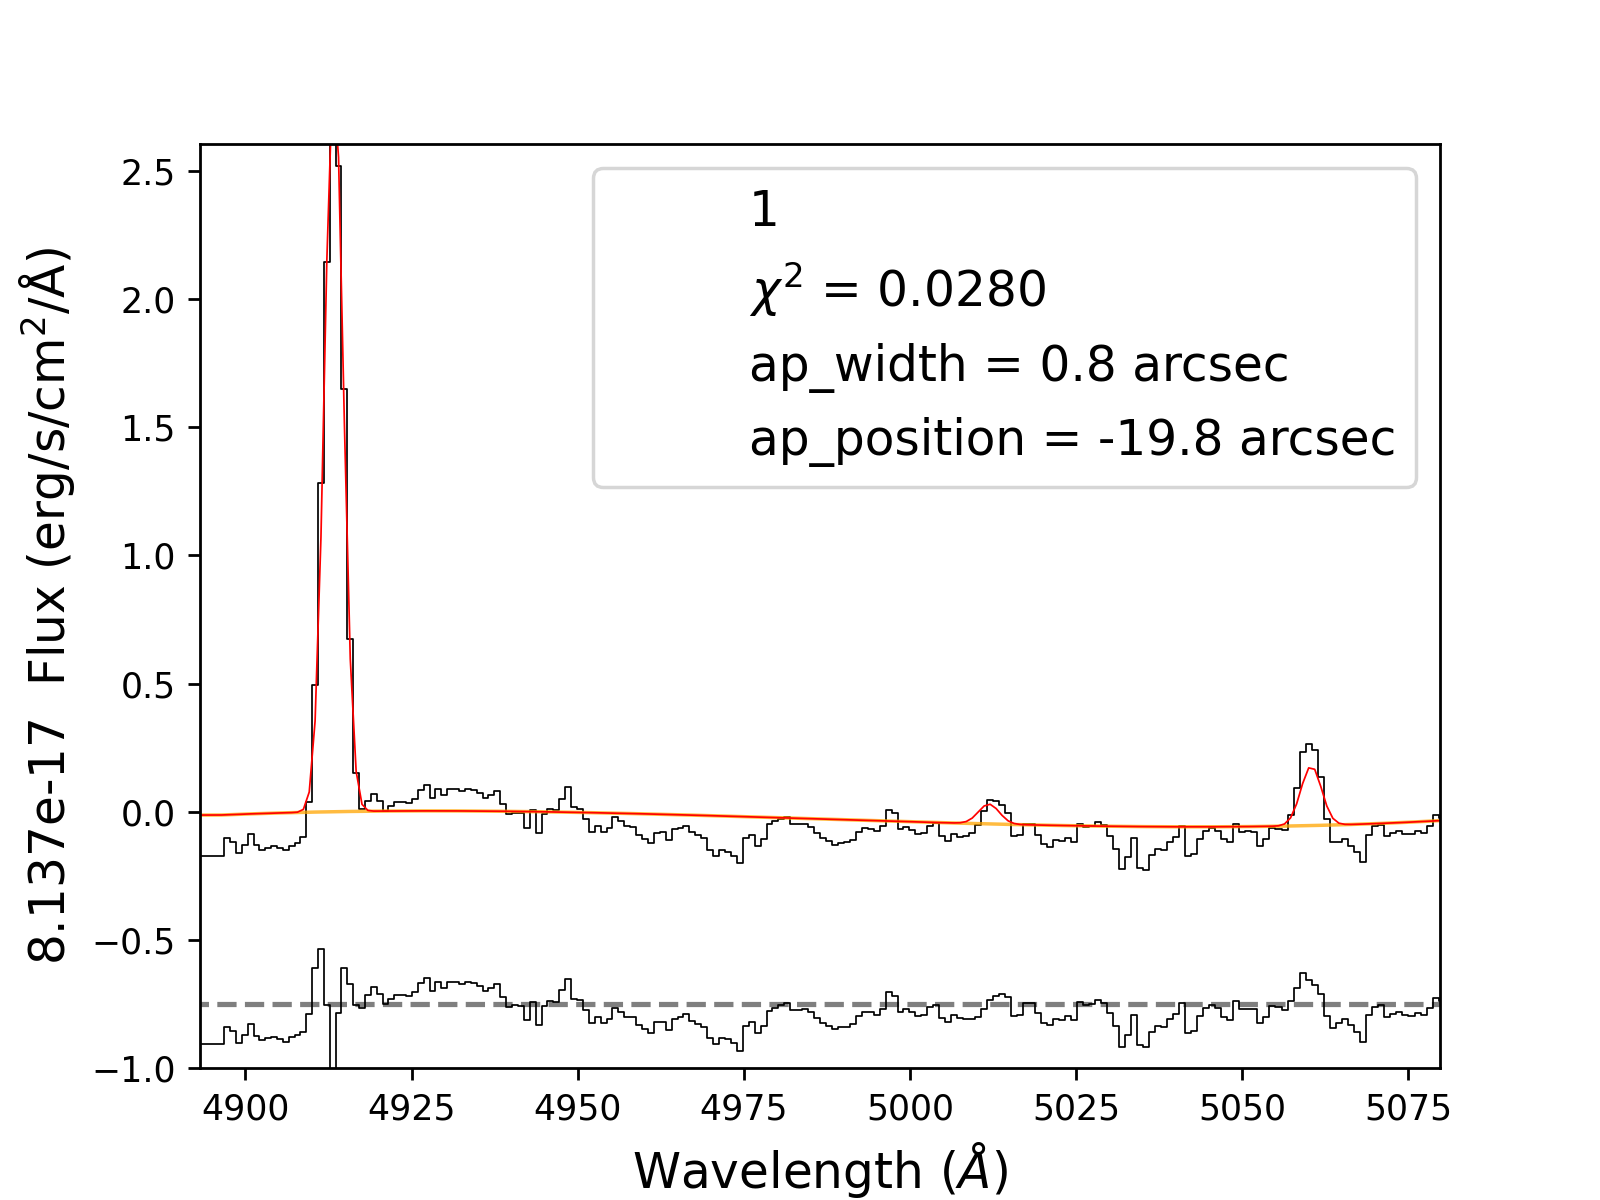 1
χ² = 0.0280
ap_width = 0.8 arcsec
ap_position = -19.8 arcsec
8.137e-17 Flux (erg/s/cm²/Å)
2.5
2.0
1.5
1.0
0.5
0.0
−0.5
−1.0
4900 4925 4950 4975 5000 5025 5050 5075
Wavelength (Å)